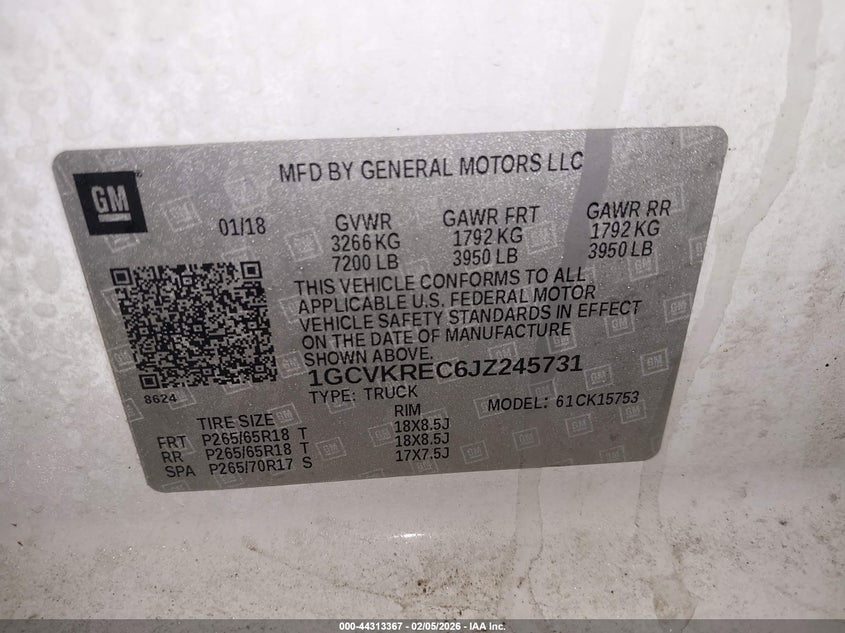 MFD BY GENERAL MOTORS LLC
GM
01/18 GVWR GAWR FRT GAWR RR
3266 KG 1792 KG 1792 KG
7200 LB 3950 LB 3950 LB
THIS VEHICLE CONFORMS TO ALL
APPLICABLE U.S. FEDERAL MOTOR
VEHICLE SAFETY STANDARDS IN EFFECT
ON THE DATE OF MANUFACTURE
SHOWN ABOVE.
1GCVKREC6JZ245731
8624
TYPE: TRUCK MODEL: 61CK15753
TIRE SIZE RIM
FRT P265/65R18 T 18X8.5J
RR P265/65R18 T 18X8.5J
SPA P265/70R17 S 17X7.5J
000-44313367 - 02/05/2026 - IAA Inc.